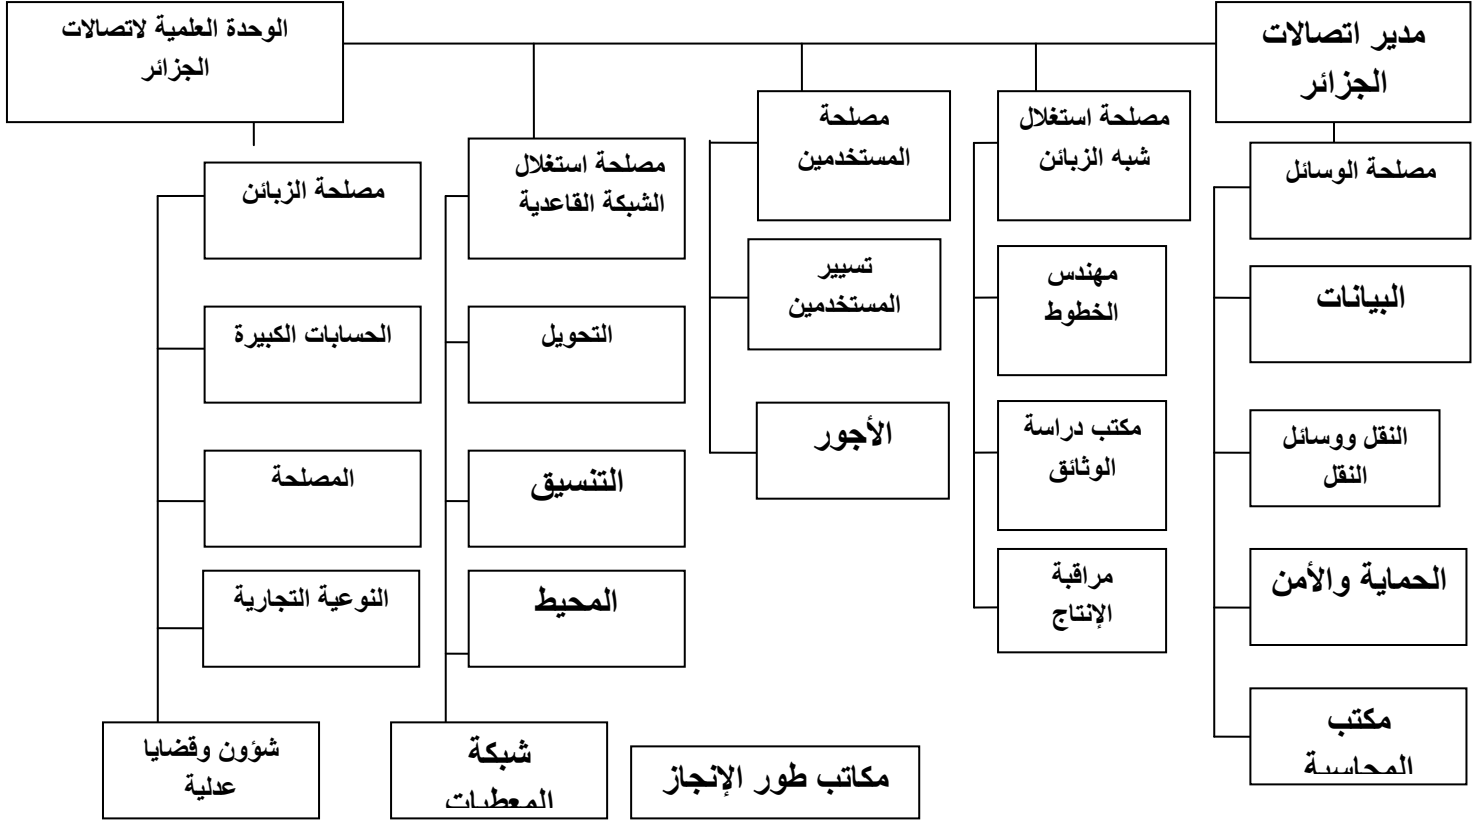 مدير اتصالات
الجزائر
الوحدة العلمية لاتصالات
الجزائر
مصلحة الوسائل
البيانات
النقل ووسائل
النقل
الحماية والأمن
مكتب
المحاسبة
مصلحة استغلال
شبه الزبائن
مهندس
الخطوط
مكتب دراسة
الوثائق
مراقبة
الإنتاج
مصلحة
المستخدمين
تسيير
المستخدمين
الأجور
مصلحة استغلال
الشبكة القاعدية
التحويل
التنسيق
المحيط
شبكة
المعطيات
مصلحة الزبائن
الحسابات الكبيرة
المصلحة
النوعية التجارية
شؤون وقضايا
عدلية
مكاتب طور الإنجاز